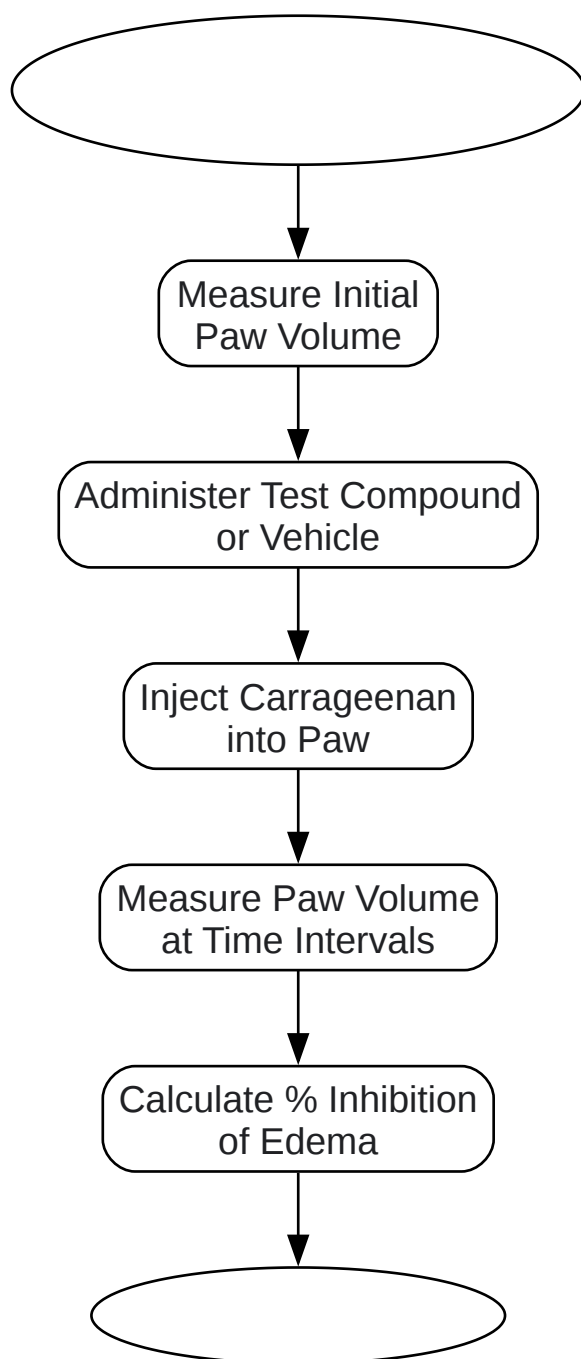 Measure Initial
Paw Volume
Administer Test Compound
or Vehicle
Inject Carrageenan
into Paw
Measure Paw Volume
at Time Intervals
Calculate % Inhibition
of Edema